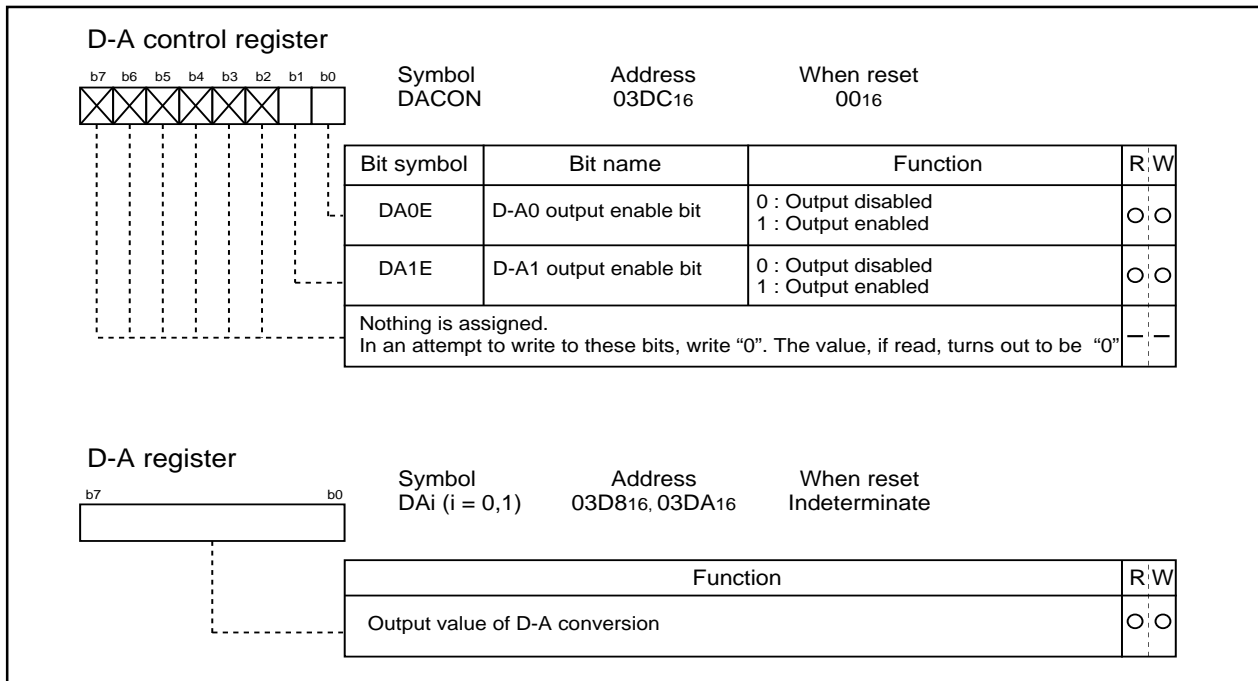 D-A control register
b7 b6 b5 b4 b3 b2 b1 b0
Symbol Address When reset
DACON 03DC16 0016
Bit symbol Bit name Function R W
DA0E D-A0 output enable bit 0 : Output disabled
1 : Output enabled
DA1E D-A1 output enable bit 0 : Output disabled
1 : Output enabled
Nothing is assigned.
In an attempt to write to these bits, write “0”. The value, if read, turns out to be “0”
D-A register
b7 b0
Symbol Address When reset
DAi (i = 0,1) 03D816, 03DA16 Indeterminate
Function R W
Output value of D-A conversion